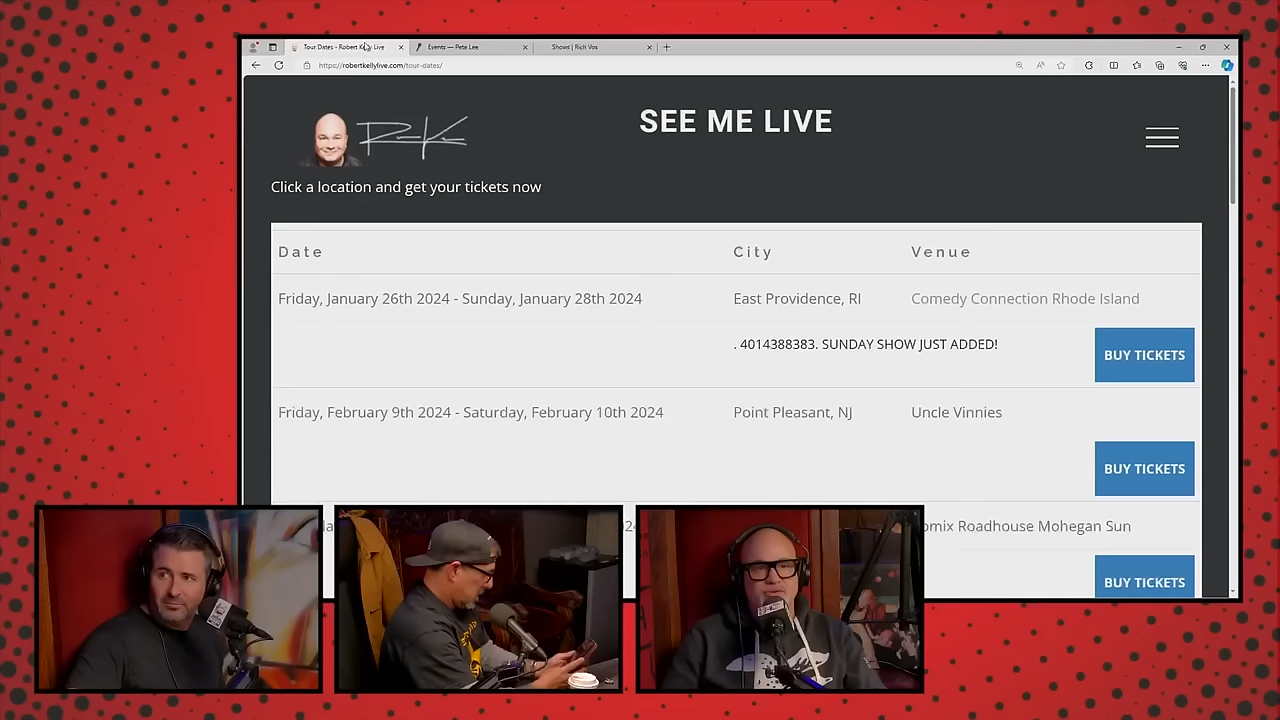 Tour Dates - Robert Kelly Live
Events — Pete Lee
Shows | Rich Vos
https://robertkellylive.com/tour-dates/
SEE ME LIVE
Click a location and get your tickets now
Date City Venue
Friday, January 26th 2024 - Sunday, January 28th 2024 East Providence, RI Comedy Connection Rhode Island
. 4014388383. SUNDAY SHOW JUST ADDED!
BUY TICKETS
Friday, February 9th 2024 - Saturday, February 10th 2024 Point Pleasant, NJ Uncle Vinnies
BUY TICKETS
Roadhouse Mohegan Sun
BUY TICKETS